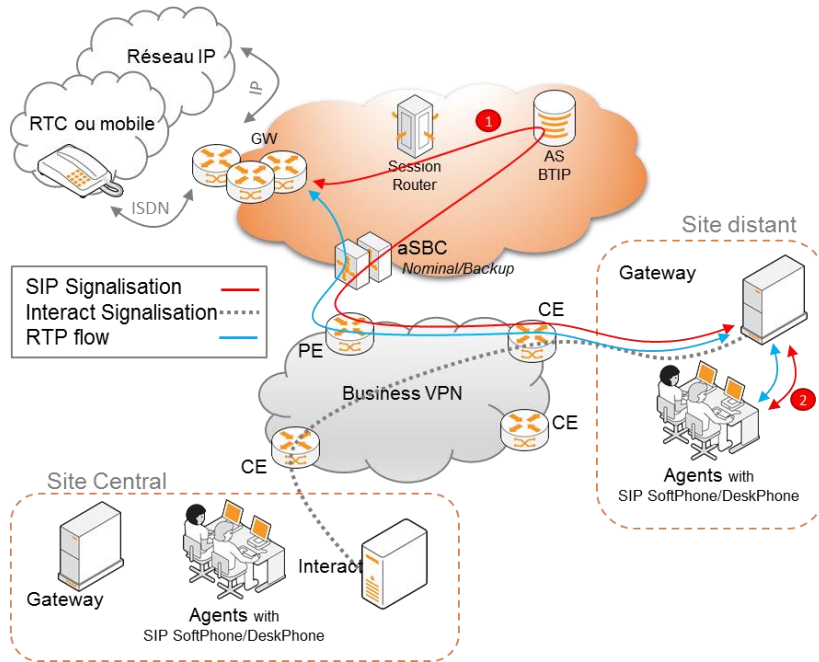 Réseau IP
IP
RTC ou mobile
GW
ISDN
1
Session
Router
AS
BTIP
aSBC
Nominal/Backup
Site distant
Gateway
SIP Signalisation
Interact Signalisation
RTP flow
CE
PE
Business VPN
CE
CE
2
Agents with
SIP SoftPhone/DeskPhone
Site Central
Gateway
Agents with
SIP SoftPhone/DeskPhone
Interact